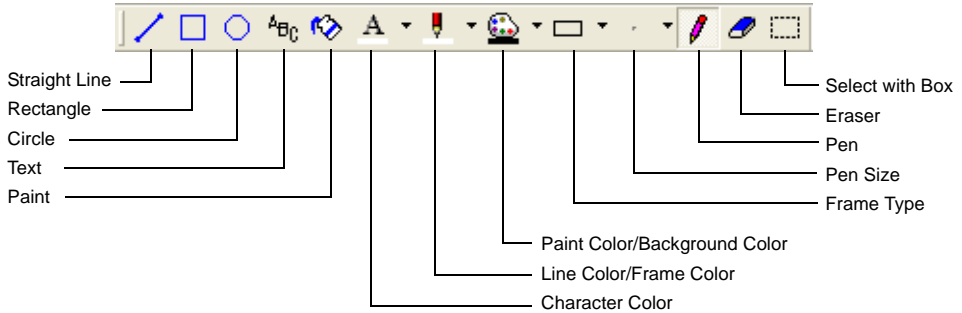 A
ABC
Straight Line
Rectangle
Circle
Text
Paint
Select with Box
Eraser
Pen
Pen Size
Frame Type
Paint Color/Background Color
Line Color/Frame Color
Character Color